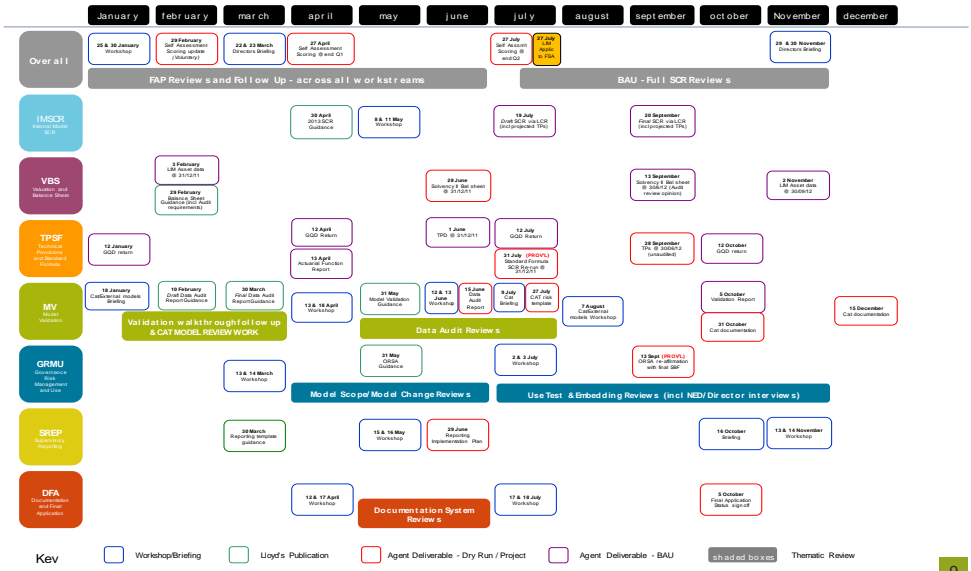 January february march april may june july august september october November december
Overall
25 & 30 January
Workshop
29 February
Self Assessment
Scoring update
(Voluntary)
22 & 23 March
Directors Briefing
27 April
Self Assessment
Scoring @ end Q1
27 July
Self Assmt
Scoring @
end Q2
27 July
LIM
Applic
to FSA
29 & 30 November
Directors Briefing
FAP Reviews and Follow Up - across all workstreams
BAU - Full SCR Reviews
IMSCR
Internal Model
SCR
30 April
2013 SCR
Guidance
8 & 11 May
Workshop
19 July
Draft SCR via LCR
(incl projected TPs)
20 September
Final SCR via LCR
(incl projected TPs)
VBS
Valuation and
Balance Sheet
3 February
LIM Asset data
@ 31/12/11
29 February
Balance Sheet
Guidance (incl Audit
requirements)
29 June
Solvency II Bal sheet
@ 31/12/11
13 September
Solvency II Bal sheet
@ 30/6/12 (Audit
review opinion)
2 November
LIM Asset data
@ 30/09/12
TPSF
Technical
Provisions
and Standard
Formula
12 January
GQD return
12 April
GQD Return
13 April
Actuarial Function
Report
1 June
TPD @ 31/12/11
12 July
GQD Return
31 July (PROVL)
Standard Formula
SCR Re-run @
31/12/11
28 September
TPs @ 30/06/12
(unaudited)
12 October
GQD return
MV
Model
Validation
18 January
Cat/External models
Briefing
10 February
Draft Data Audit
Report Guidance
30 March
Final Data Audit
Report Guidance
13 & 18 April
Workshop
31 May
Model Validation
Guidance
12 & 13
June
Workshop
15 June
Data
Audit
Report
9 July
Cat
Briefing
27 July
CAT risk
template
7 August
Cat/External
models Workshop
5 October
Validation Report
31 October
Cat documentation
15 December
Cat documentation
Validation walkthrough follow up
& CAT MODEL REVIEW WORK
Data Audit Reviews
GRMU
Governance
Risk
Management
and Use
13 & 14 March
Workshop
31 May
ORSA
Guidance
2 & 3 July
Workshop
13 Sept (PROVL)
ORSA re-affirmation
with final SBF
Model Scope/Model Change Reviews
Use Test & Embedding Reviews (incl NED/Director interviews)
SREP
Supervisory
Reporting
30 March
Reporting template
guidance
15 & 16 May
Workshop
29 June
Reporting
Implementation Plan
16 October
Briefing
13 & 14 November
Workshop
DFA
Documentation
and Final
Application
12 & 17 April
Workshop
17 & 18 July
Workshop
5 October
Final Application
Status sign off
Documentation System
Reviews
Key Workshop/Briefing Lloyd's Publication Agent Deliverable - Dry Run / Project Agent Deliverable - BAU shaded boxes Thematic Review